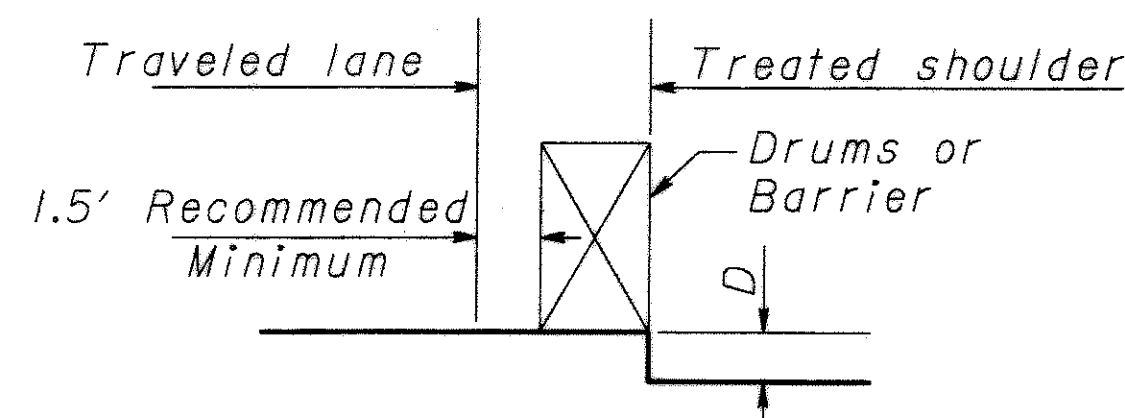 Traveled lane
Treated shoulder
Drums or
Barrier
1.5' Recommended
Minimum
D